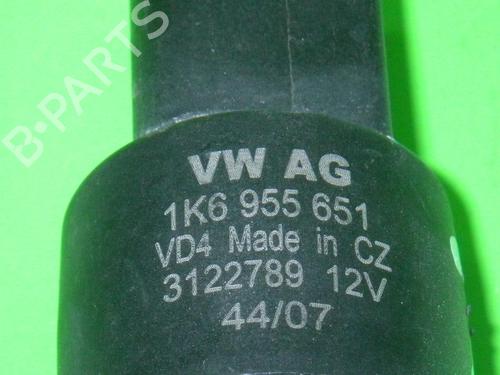 B-PARTS
VW AG
1K6 955 651
VD4 Made in CZ
3122789 12V
44/07